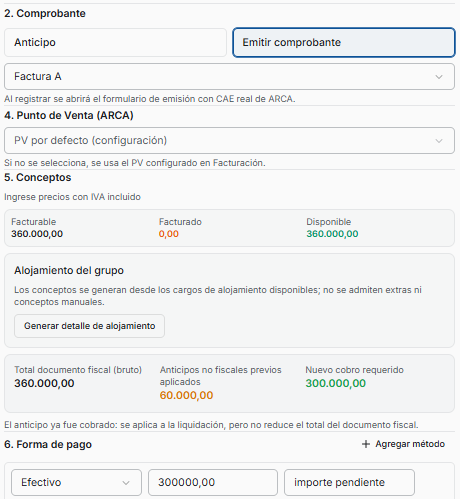 2. Comprobante
Anticipo
Emitir comprobante
Factura A
Al registrar se abrirá el formulario de emisión con CAE real de ARCA.
4. Punto de Venta (ARCA)
PV por defecto (configuración)
Si no se selecciona, se usa el PV configurado en Facturación.
5. Conceptos
Ingrese precios con IVA incluido
Facturable
360.000,00
Facturado
0,00
Disponible
360.000,00
Alojamiento del grupo
Los conceptos se generan desde los cargos de alojamiento disponibles; no se admiten extras ni
conceptos manuales.
Generar detalle de alojamiento
Total documento fiscal (bruto)
360.000,00
Anticipos no fiscales previos
aplicados
60.000,00
Nuevo cobro requerido
300.000,00
El anticipo ya fue cobrado: se aplica a la liquidación, pero no reduce el total del documento fiscal.
6. Forma de pago
+ Agregar método
Efectivo
300000,00
importe pendiente